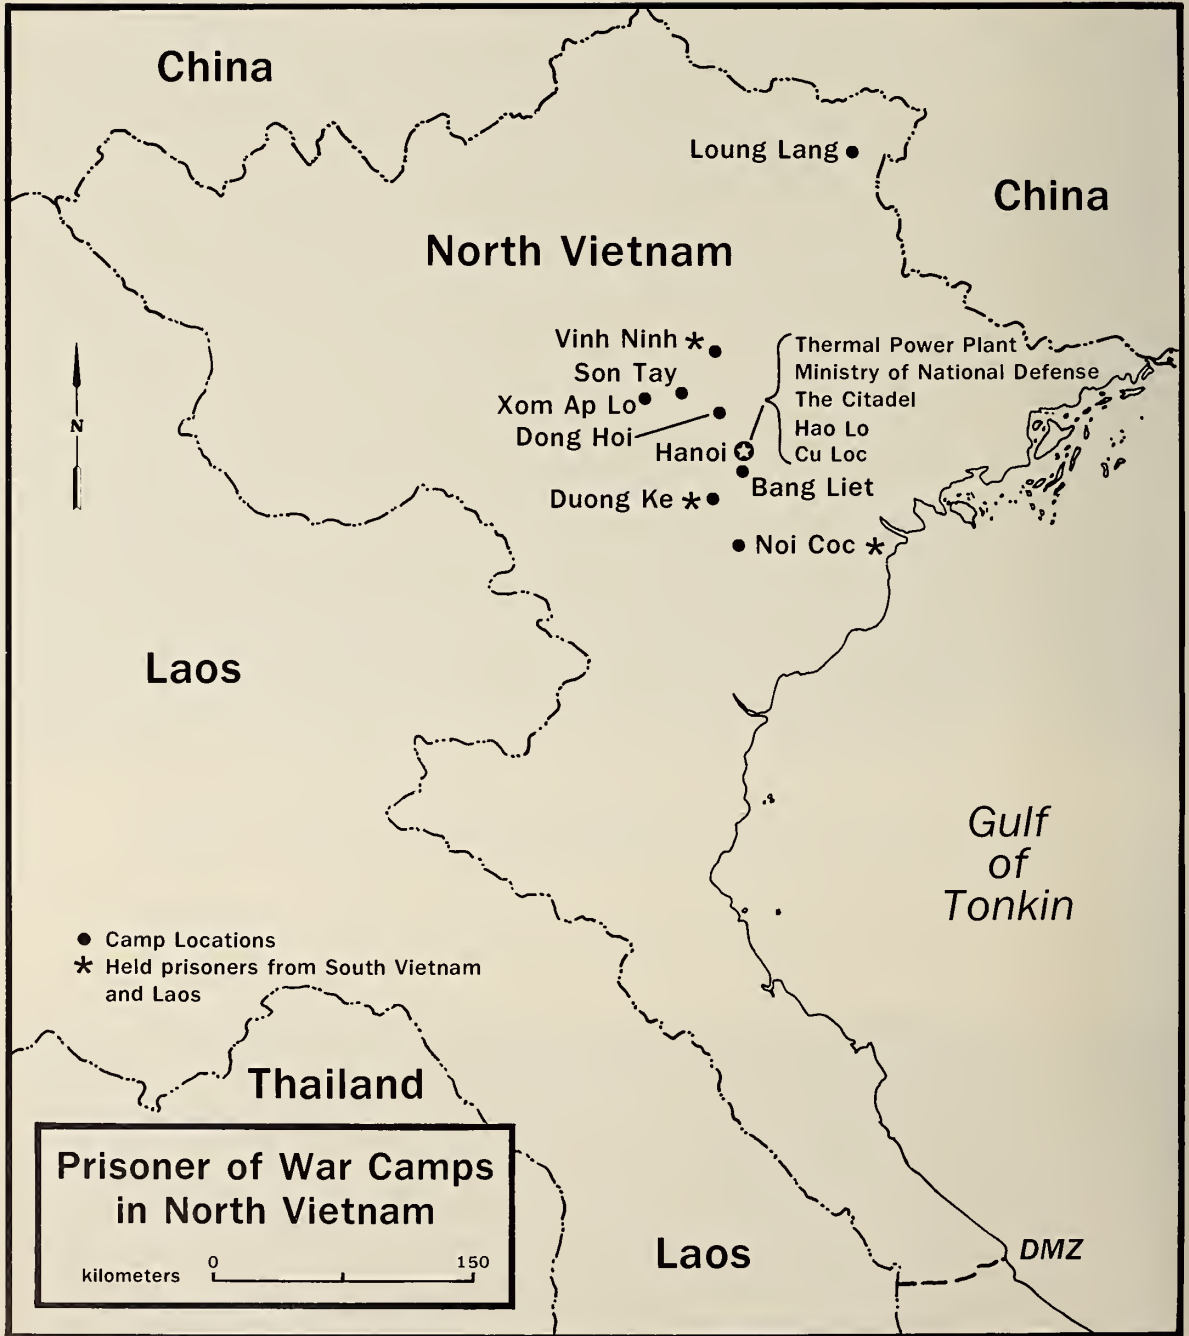 China
Loung Lang
China
North Vietnam
Vinh Ninh *
Son Tay
Xom Ap Lo
Dong Hoi
Hanoi
Thermal Power Plant
Ministry of National Defense
The Citadel
Hao Lo
Cu Loc
Bang Liet
Duong Ke *
Noi Coc *
N
Laos
Gulf
of
Tonkin
● Camp Locations
* Held prisoners from South Vietnam
and Laos
Thailand
Prisoner of War Camps
in North Vietnam
kilometers 0 150
Laos
DMZ